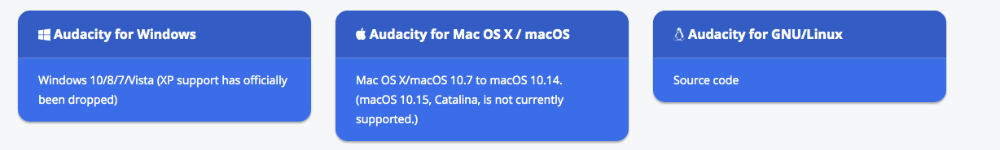 Audacity for Windows
Windows 10/8/7/Vista (XP support has officially
been dropped)
Audacity for Mac OS X / macOS
Mac OS X/macOS 10.7 to macOS 10.14.
(macOS 10.15, Catalina, is not currently
supported.)
Audacity for GNU/Linux
Source code